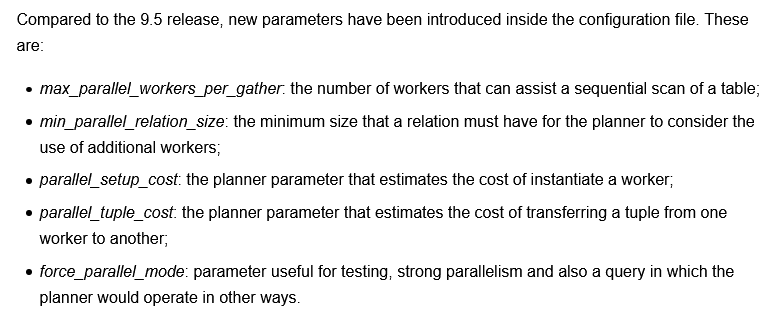 Compared to the 9.5 release, new parameters have been introduced inside the configuration file. These
are:
• max_parallel_workers_per_gather: the number of workers that can assist a sequential scan of a table;
• min_parallel_relation_size: the minimum size that a relation must have for the planner to consider the
use of additional workers;
• parallel_setup_cost: the planner parameter that estimates the cost of instantiate a worker;
• parallel_tuple_cost: the planner parameter that estimates the cost of transferring a tuple from one
worker to another;
• force_parallel_mode: parameter useful for testing, strong parallelism and also a query in which the
planner would operate in other ways.